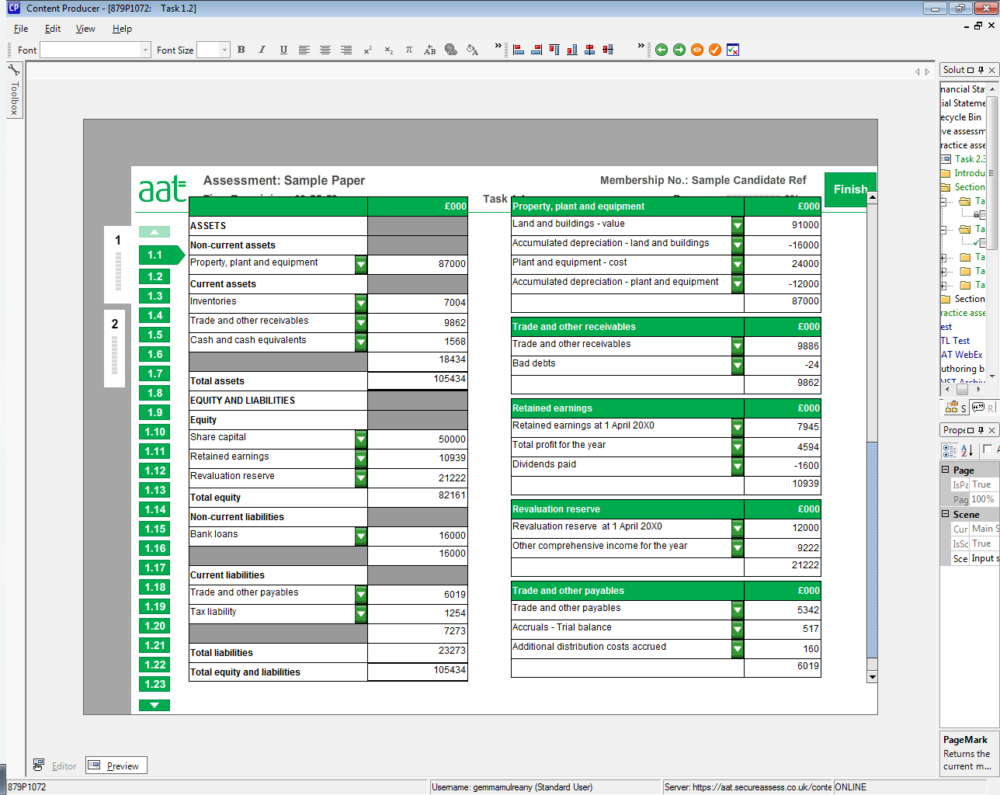 Content Producer - [879P1072:    Task 1.2]
File Edit View Help
Font Font Size B I U
Toolbox
aat
Assessment: Sample Paper
Membership No.: Sample Candidate Ref
Task
Finish
1
2
1.1
1.2
1.3
1.4
1.5
1.6
1.7
1.8
1.9
1.10
1.11
1.12
1.13
1.14
1.15
1.16
1.17
1.18
1.19
1.20
1.21
1.22
1.23
£000
ASSETS
Non-current assets
Property, plant and equipment 87000
Current assets
Inventories 7004
Trade and other receivables 9862
Cash and cash equivalents 1568
18434
Total assets 105434
EQUITY AND LIABILITIES
Equity
Share capital 50000
Retained earnings 10939
Revaluation reserve 21222
Total equity 82161
Non-current liabilities
Bank loans 16000
16000
Current liabilities
Trade and other payables 6019
Tax liability 1254
7273
Total liabilities 23273
Total equity and liabilities 105434
Property, plant and equipment £000
Land and buildings - value 91000
Accumulated depreciation - land and buildings -16000
Plant and equipment - cost 24000
Accumulated depreciation - plant and equipment -12000
87000
Trade and other receivables £000
Trade and other receivables 9886
Bad debts -24
9862
Retained earnings £000
Retained earnings at 1 April 20X0 7945
Total profit for the year 4594
Dividends paid -1600
10939
Revaluation reserve £000
Revaluation reserve  at 1 April 20X0 12000
Other comprehensive income for the year 9222
21222
Trade and other payables £000
Trade and other payables 5342
Accruals - Trial balance 517
Additional distribution costs accrued 160
6019
Solut
nancial Sta
ial Stateme
ecycle Bin
ve assessm
ractice asse
Task 2.3
Introdu
Section
Ta
Ta
Ta
Ta
Ta
Section
ractice asse
est
TL Test
AT WebEx
uthoring b
S R
Prope
Page
IsPa True
Pag 100%
Scene
Cur Main S
IsSc True
Sce Input s
PageMark
Returns the
current m...
Editor Preview
879P1072
Username: gemmamulreany (Standard User)
Server: https://aat.secureassess.co.uk/conte
ONLINE